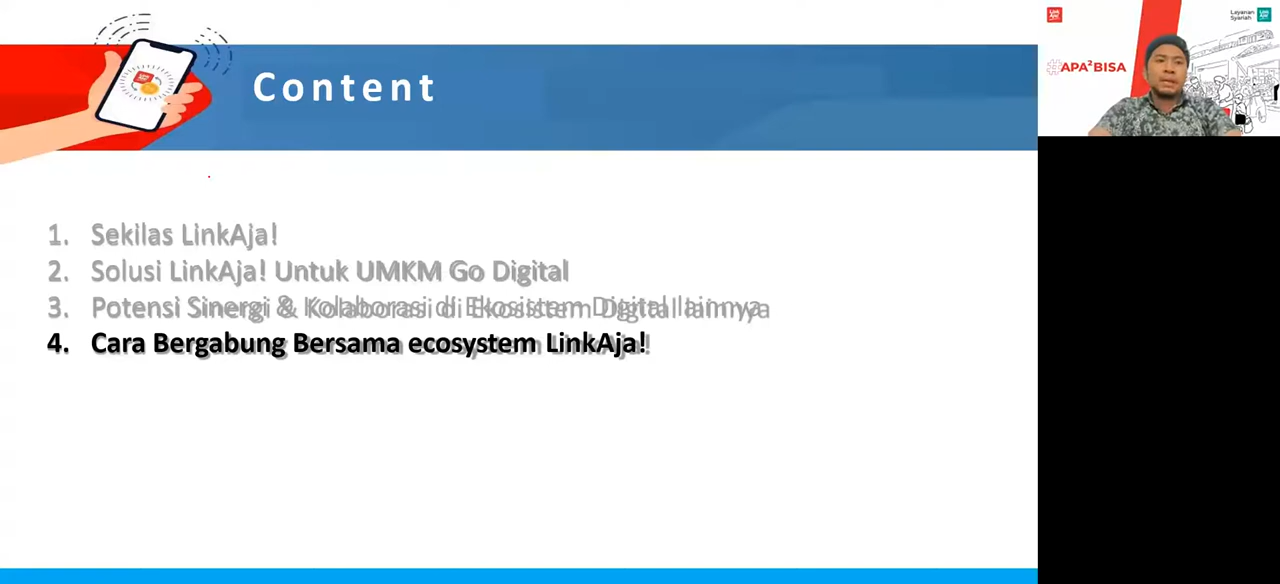 Content
1. Sekilas LinkAja!
2. Solusi LinkAja! Untuk UMKM Go Digital
3. Potensi Sinergi & Kolaborasi di Ekosistem Digital lainnya
4. Cara Bergabung Bersama ecosystem LinkAja!
Layanan
Syariah
#APA²BISA